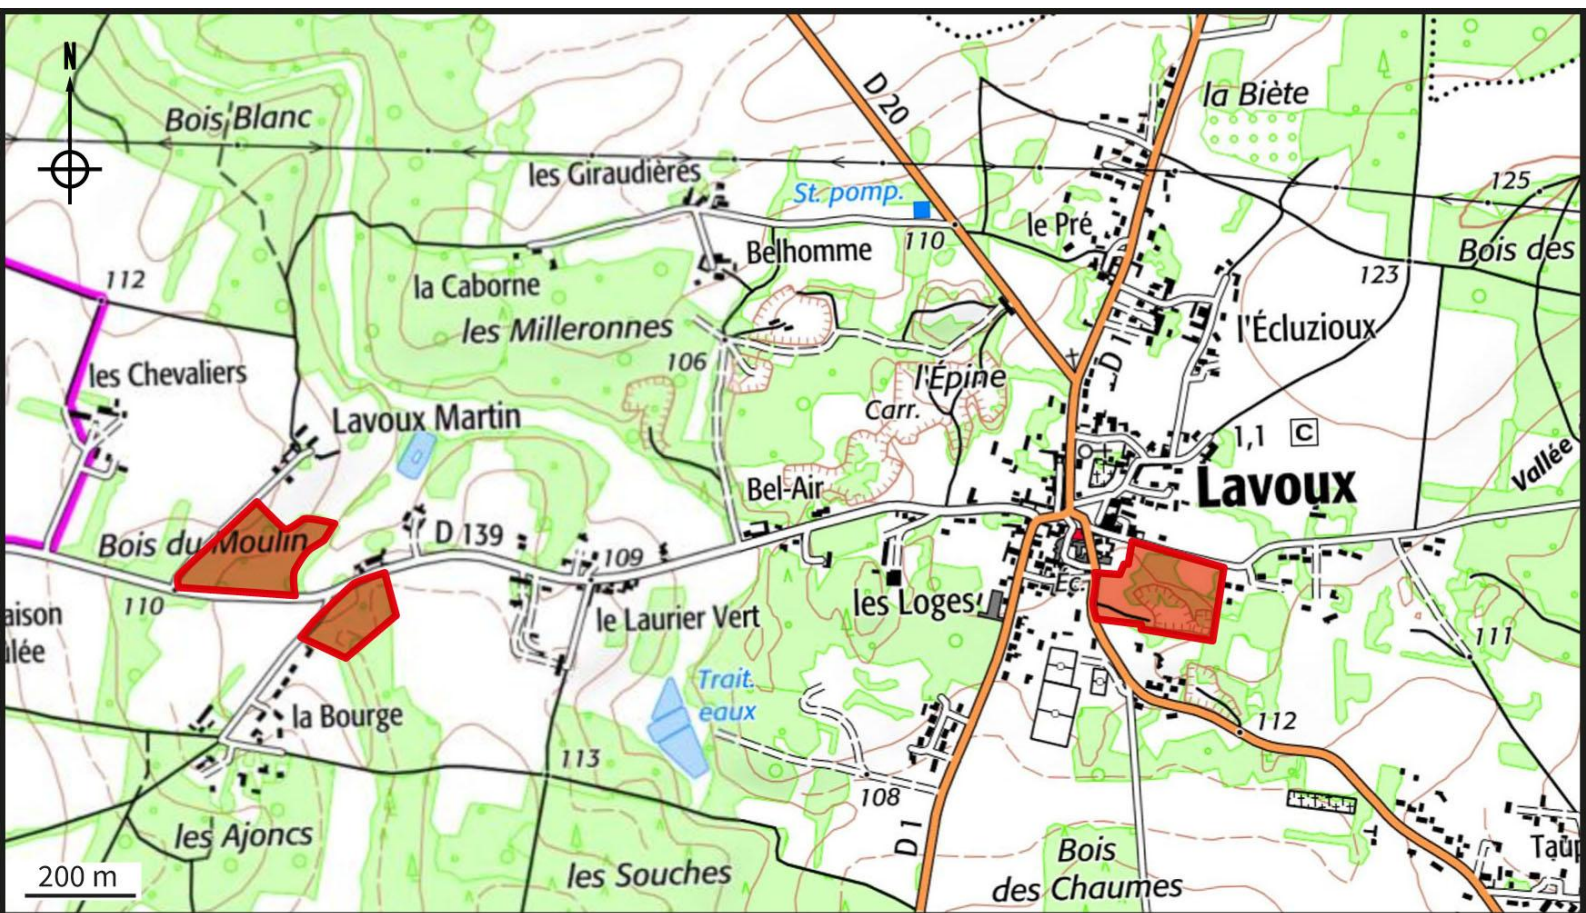 N
Bois Blanc
D 20
la Biète
les Giraudières
St. pomp.
125
le Pré
110
Belhomme
Bois des
123
112
la Caborne
les Milleronnes
l'Écluzioux
106
D 1
les Chevaliers
l'Épine
Carr.
Lavoux Martin
1,1 C
Vallée
Bel-Air
Lavoux
D 139
Bois du Moulin
109
Éc.
110
les Loges
le Laurier Vert
aison
111
Trait.
eaux
la Bourge
112
113
108
les Ajoncs
D 1
Bois
des Chaumes
les Souches
200 m